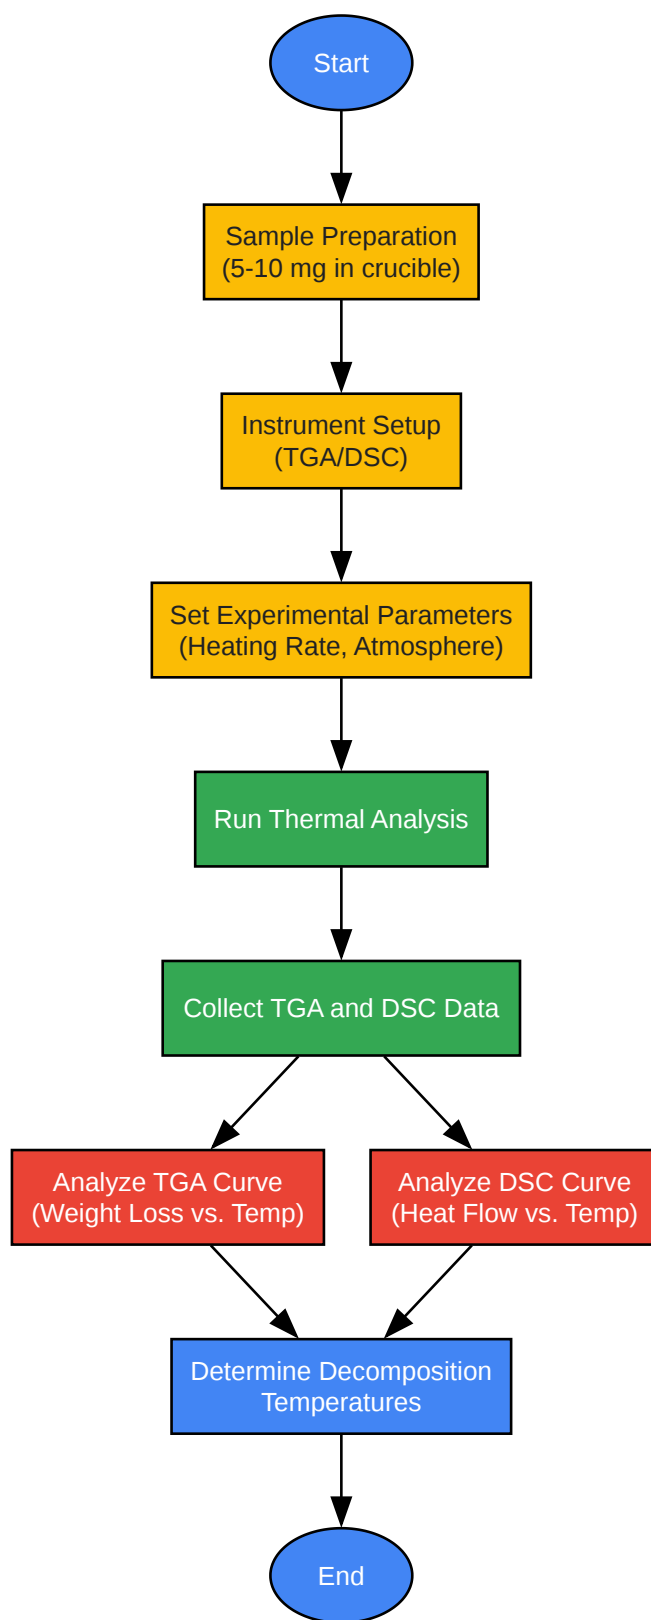 Start
Sample Preparation
(5-10 mg in crucible)
Instrument Setup
(TGA/DSC)
Set Experimental Parameters
(Heating Rate, Atmosphere)
Run Thermal Analysis
Collect TGA and DSC Data
Analyze TGA Curve
(Weight Loss vs. Temp)
Analyze DSC Curve
(Heat Flow vs. Temp)
Determine Decomposition
Temperatures
End